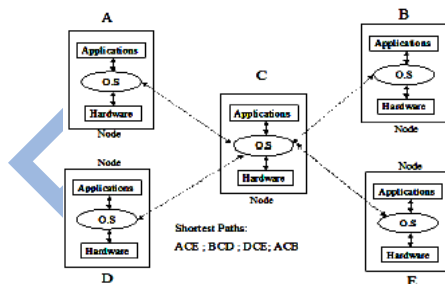 A
Applications
O.S
Hardware
Node
B
Applications
O.S
Hardware
Node
C
Applications
O.S
Hardware
Node
Node
Applications
O.S
Hardware
D
Node
Applications
O.S
Hardware
E
Shortest Paths:
ACE ; BCD ; DCE; ACB